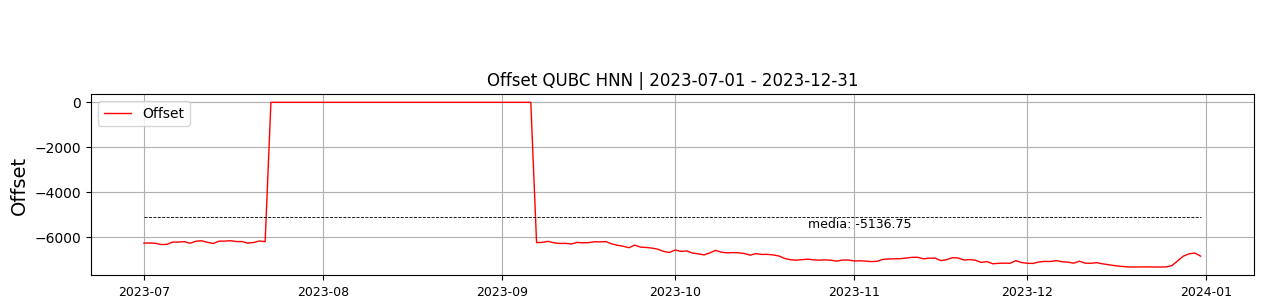 Offset QUBC HNN | 2023-07-01 - 2023-12-31
Offset
Offset
0
−2000
−4000
−6000
media: -5136.75
2023-07
2023-08
2023-09
2023-10
2023-11
2023-12
2024-01